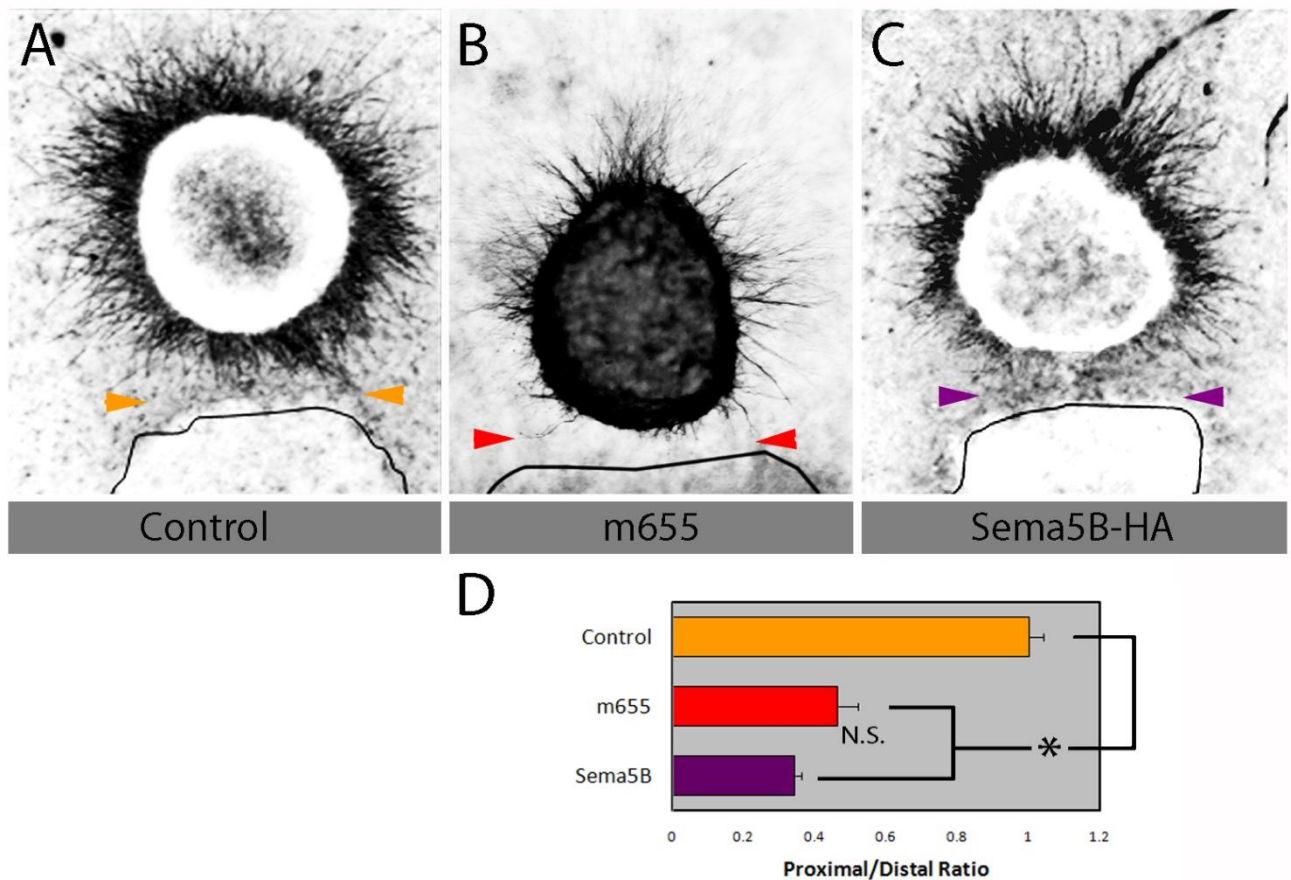 A
B
C
Control
m655
Sema5B-HA
D
Control
m655
N.S.
*
Sema5B
0 0.2 0.4 0.6 0.8 1 1.2
Proximal/Distal Ratio